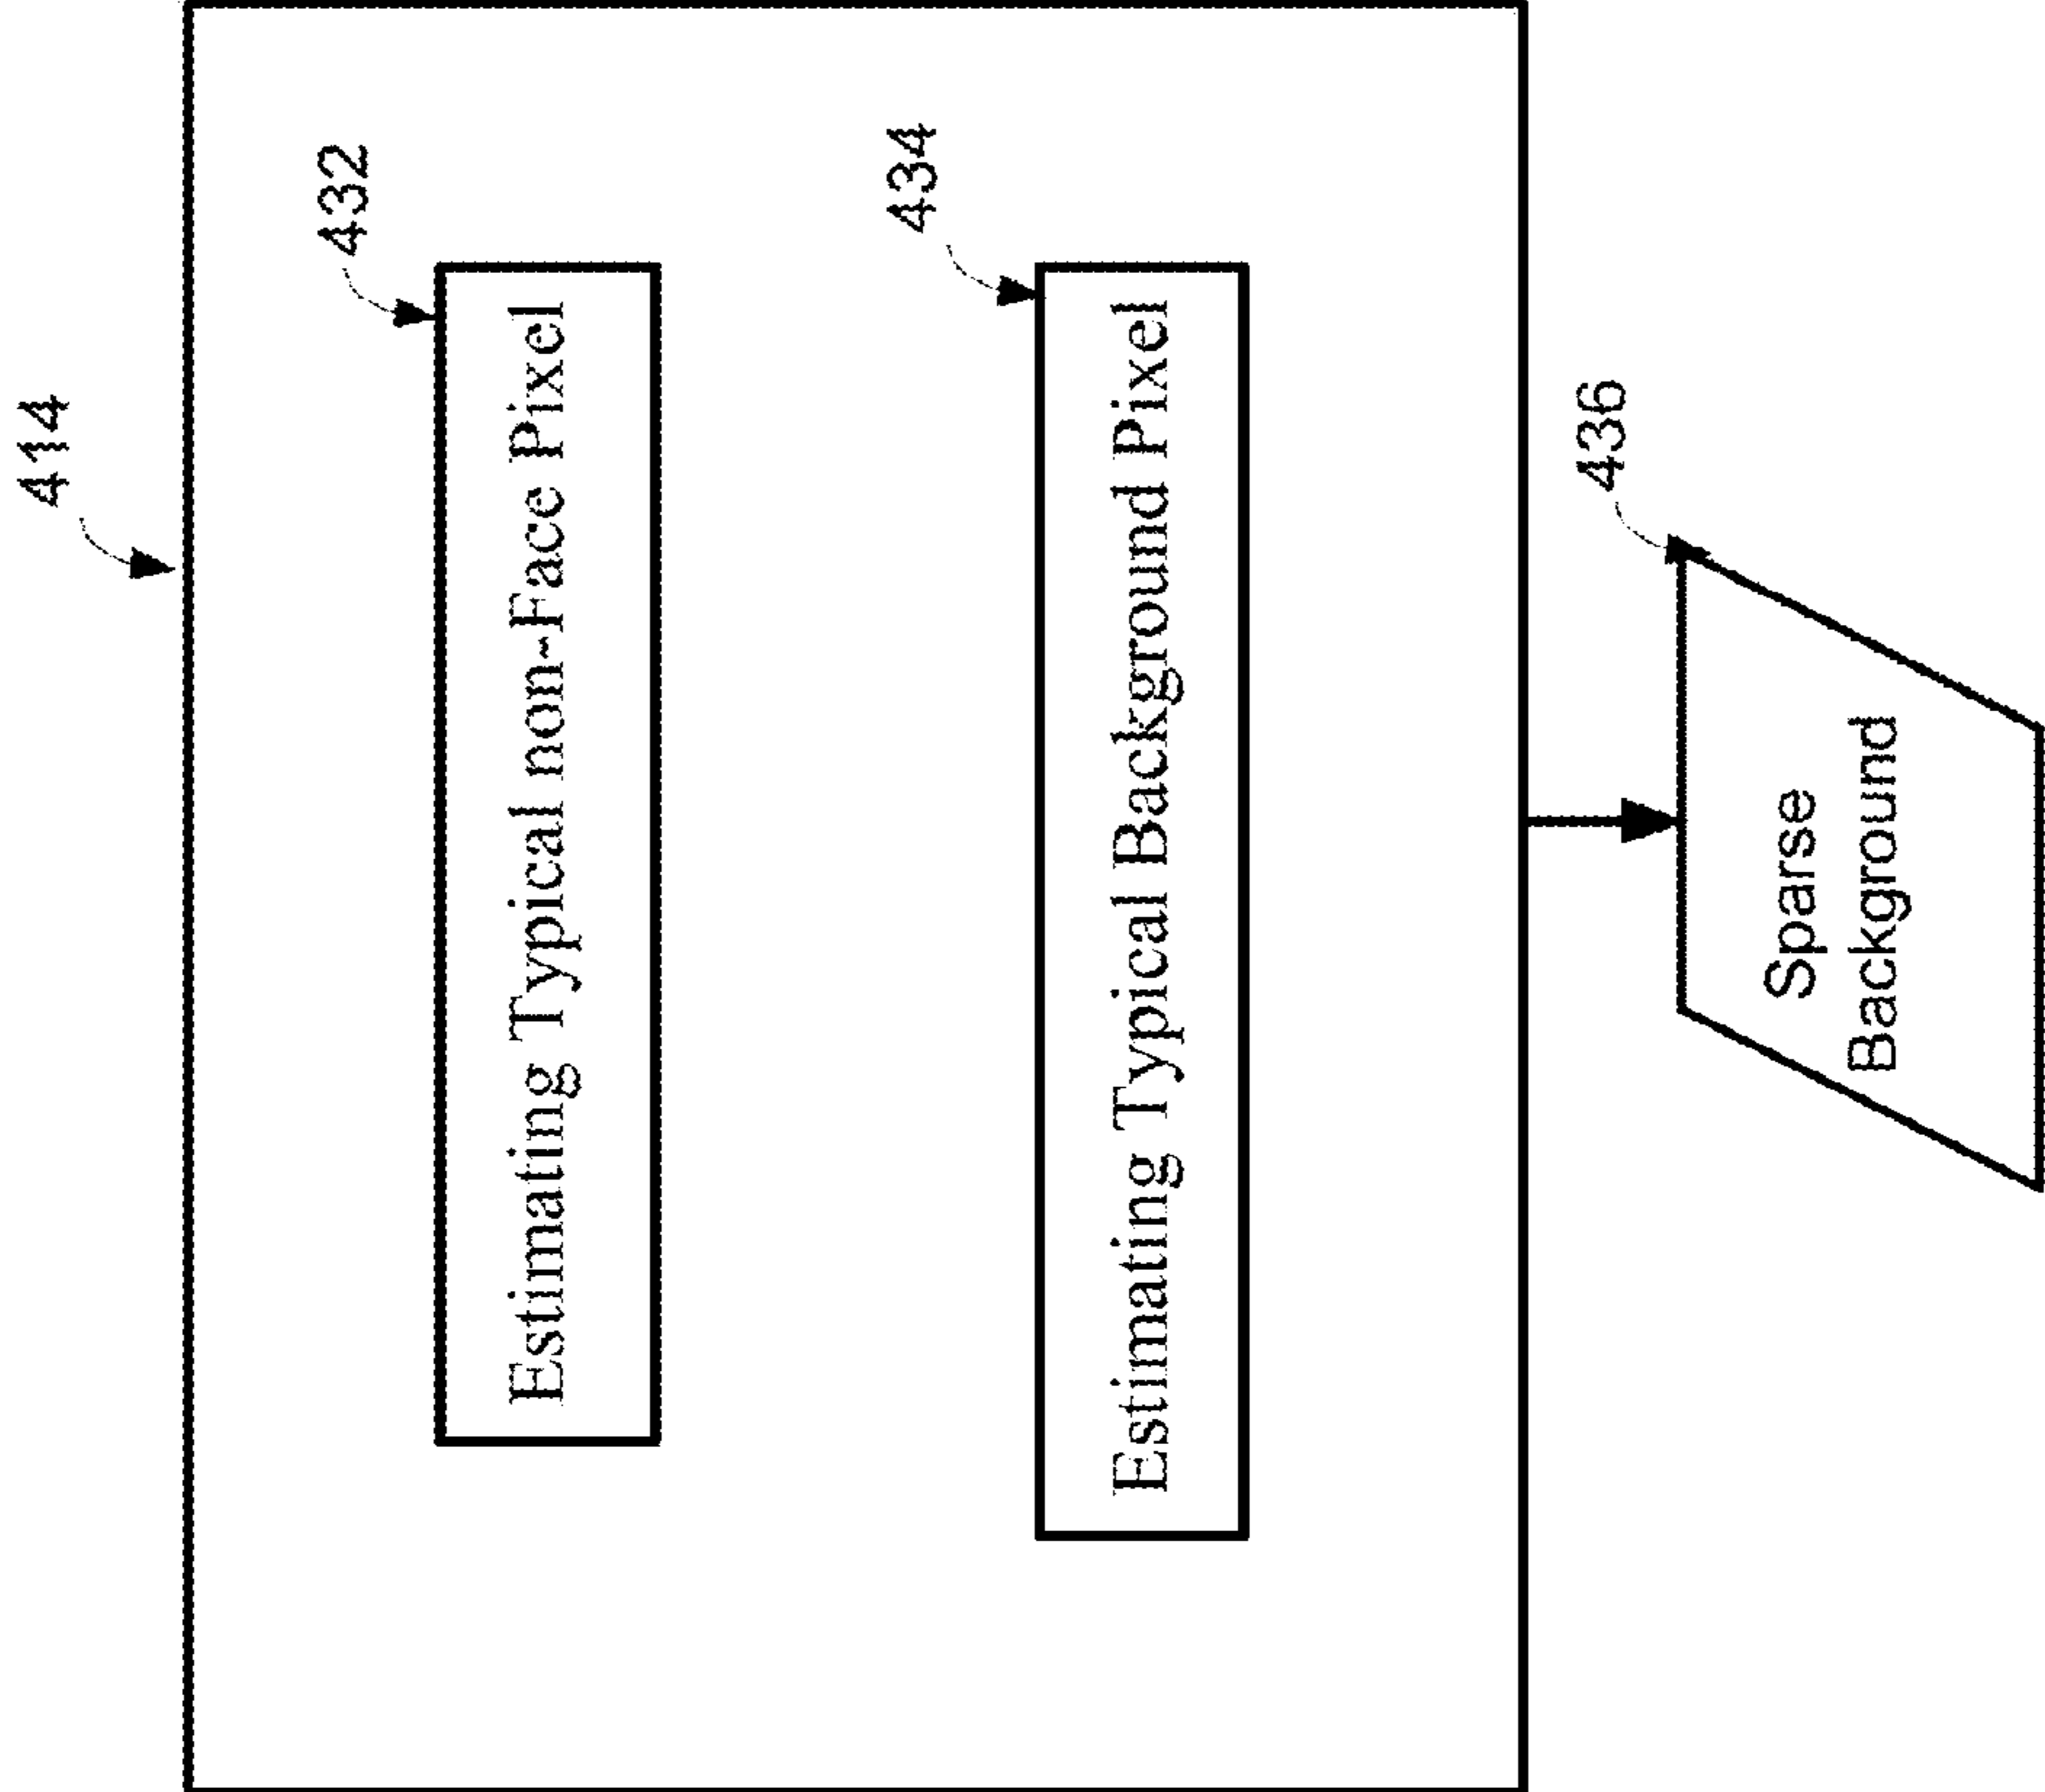 414
432
Estimating Typical non-Face Pixel
434
Estimating Typical Background Pixel
436
Sparse
Background